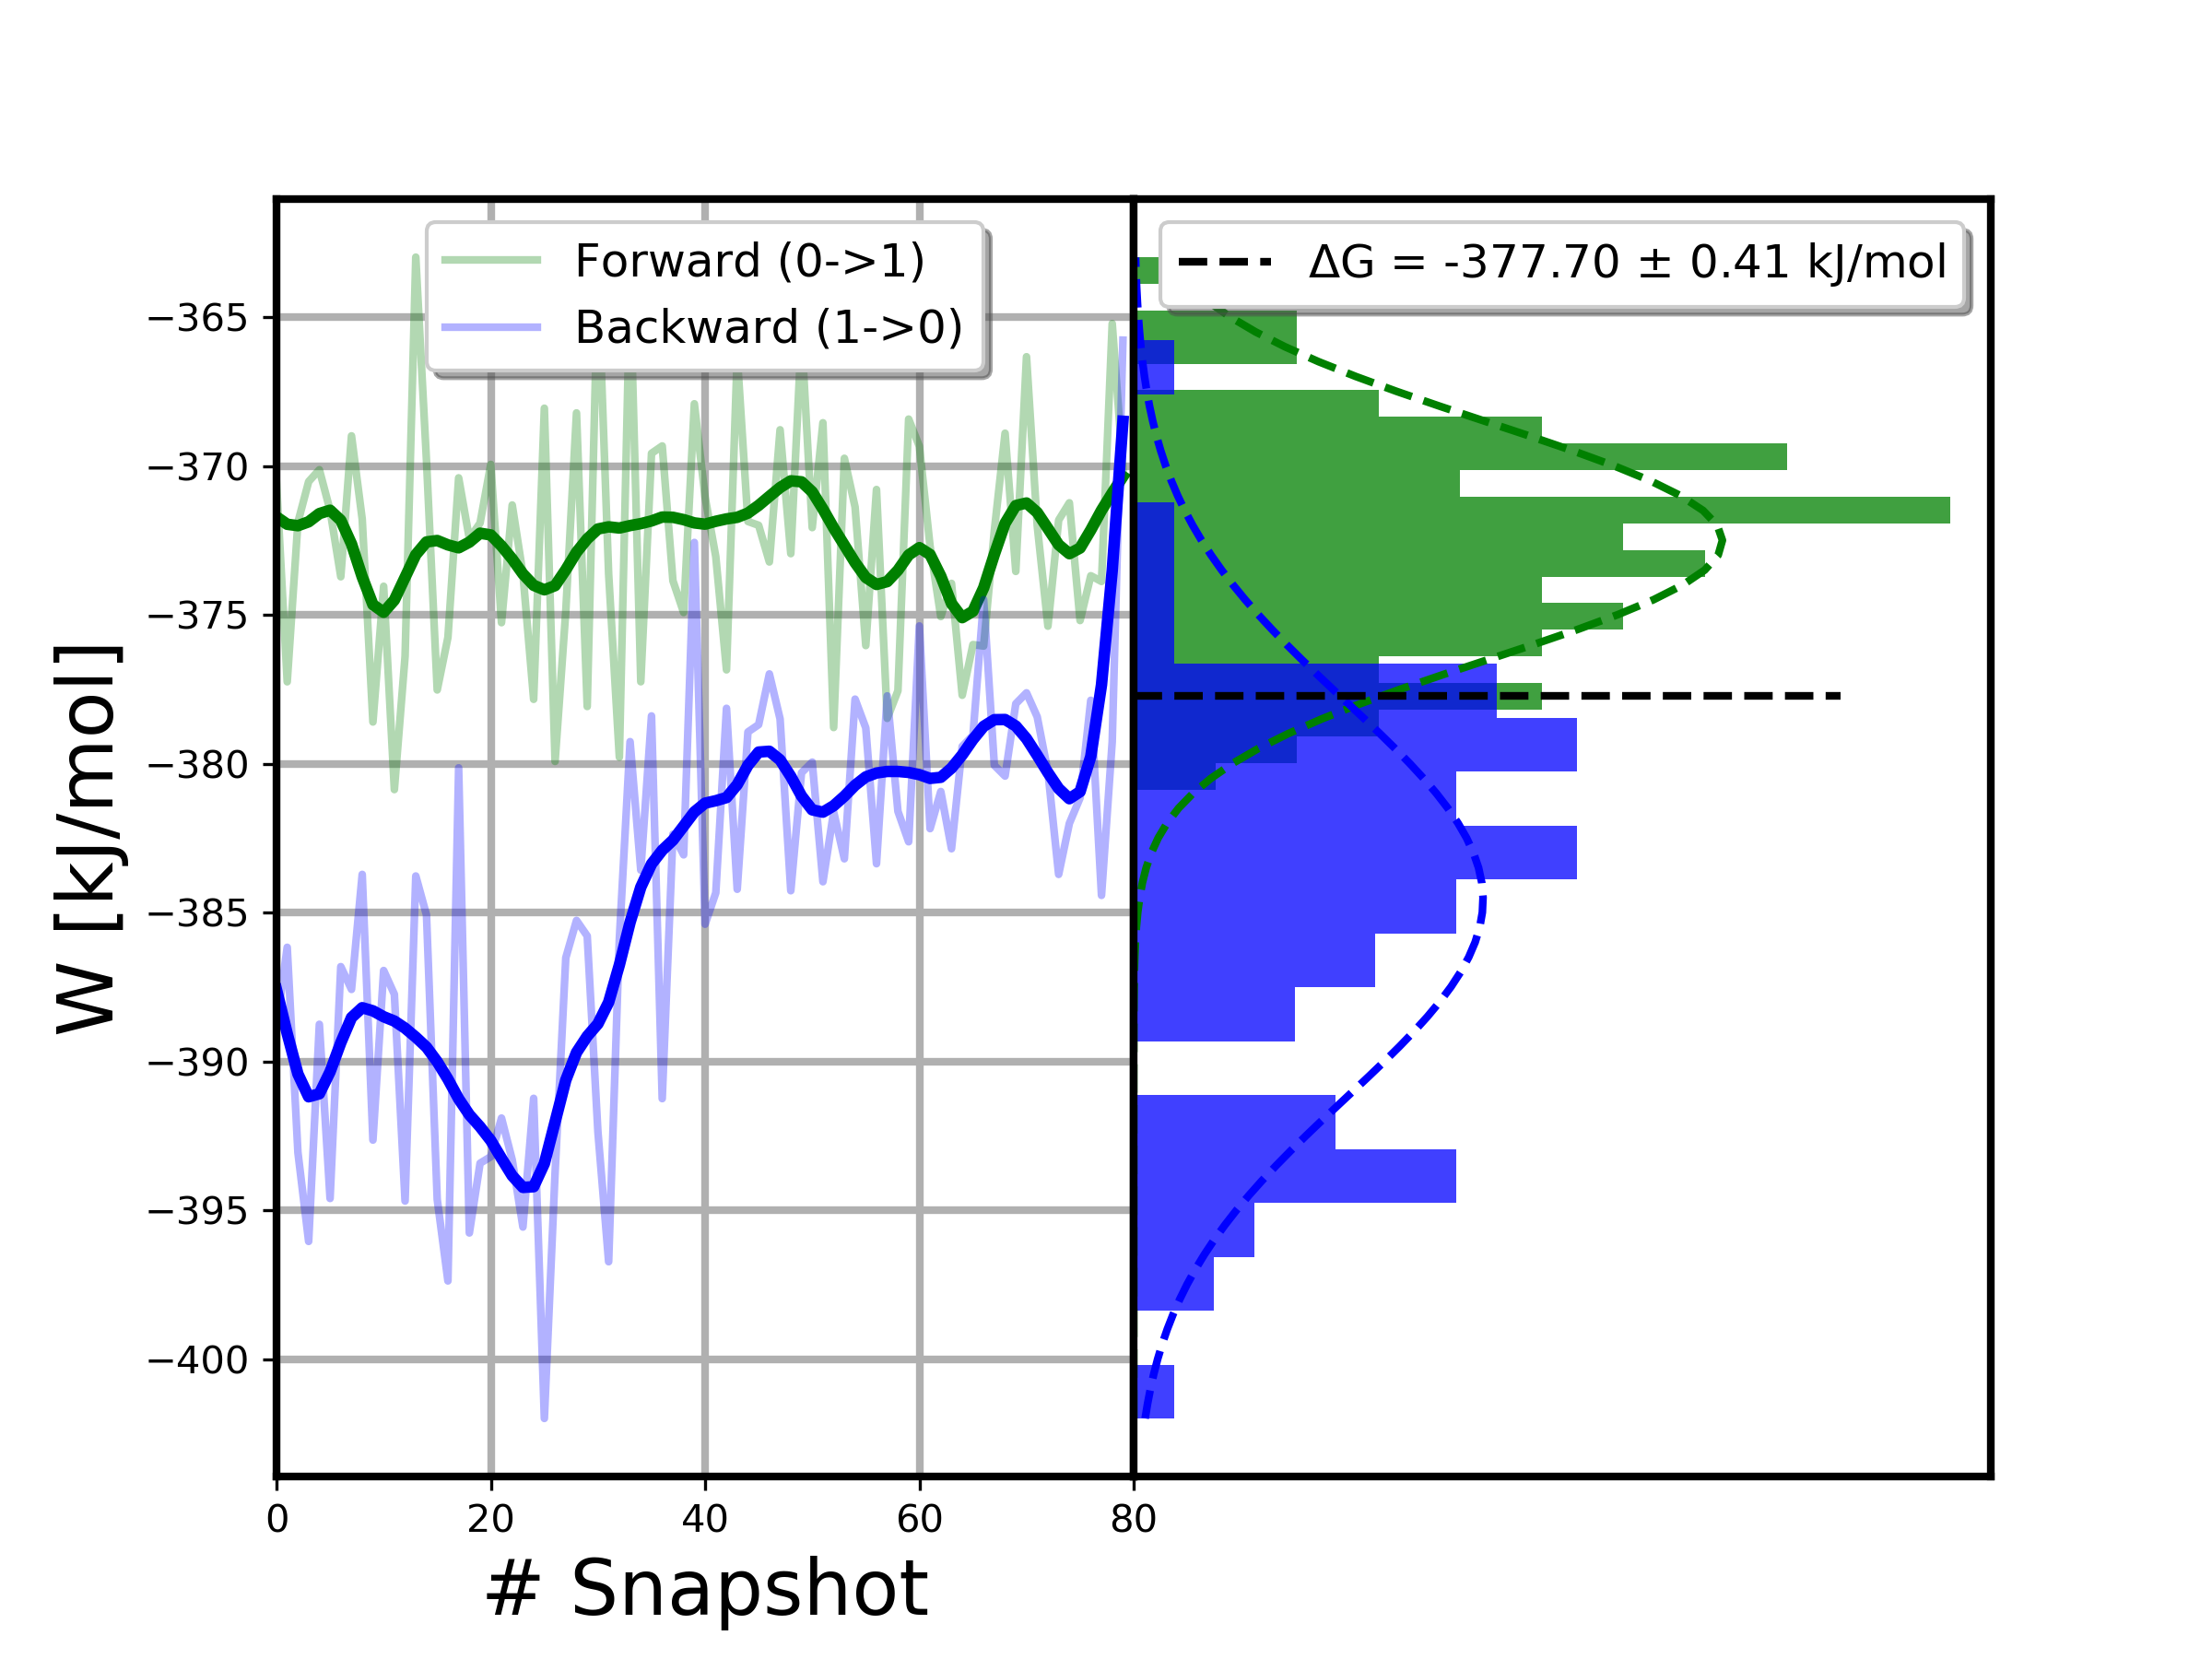 Forward (0->1)
Backward (1->0)
ΔG = -377.70 ± 0.41 kJ/mol
W [kJ/mol]
−365
−370
−375
−380
−385
−390
−395
−400
0 20 40 60 80
# Snapshot